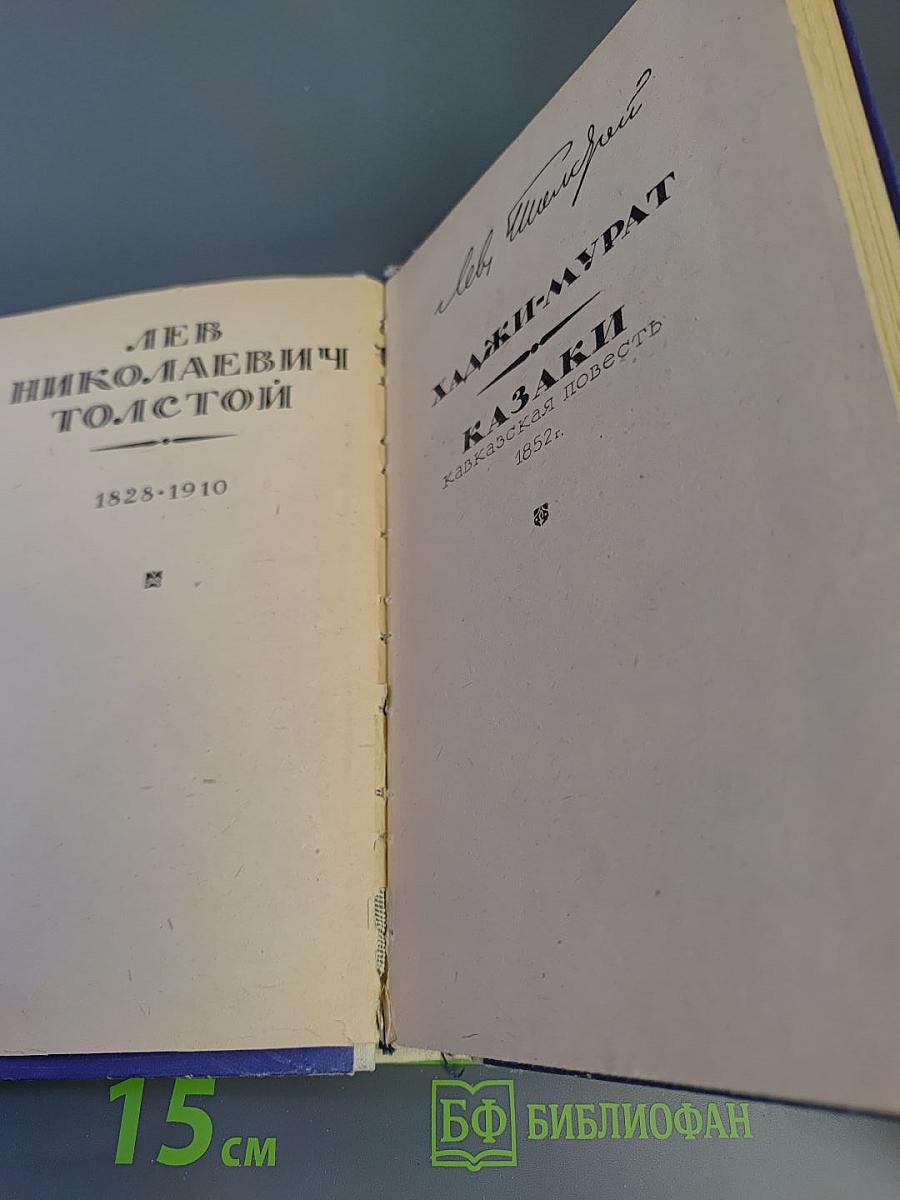 ЛЕВ
НИКОЛАЕВИЧ
ТОЛСТОЙ
1828·1910
Лев Толстой
ХАДЖИ-МУРАТ
КАЗАКИ
кавказская повесть
1852г.
15 см
БФ БИБЛИОФАН